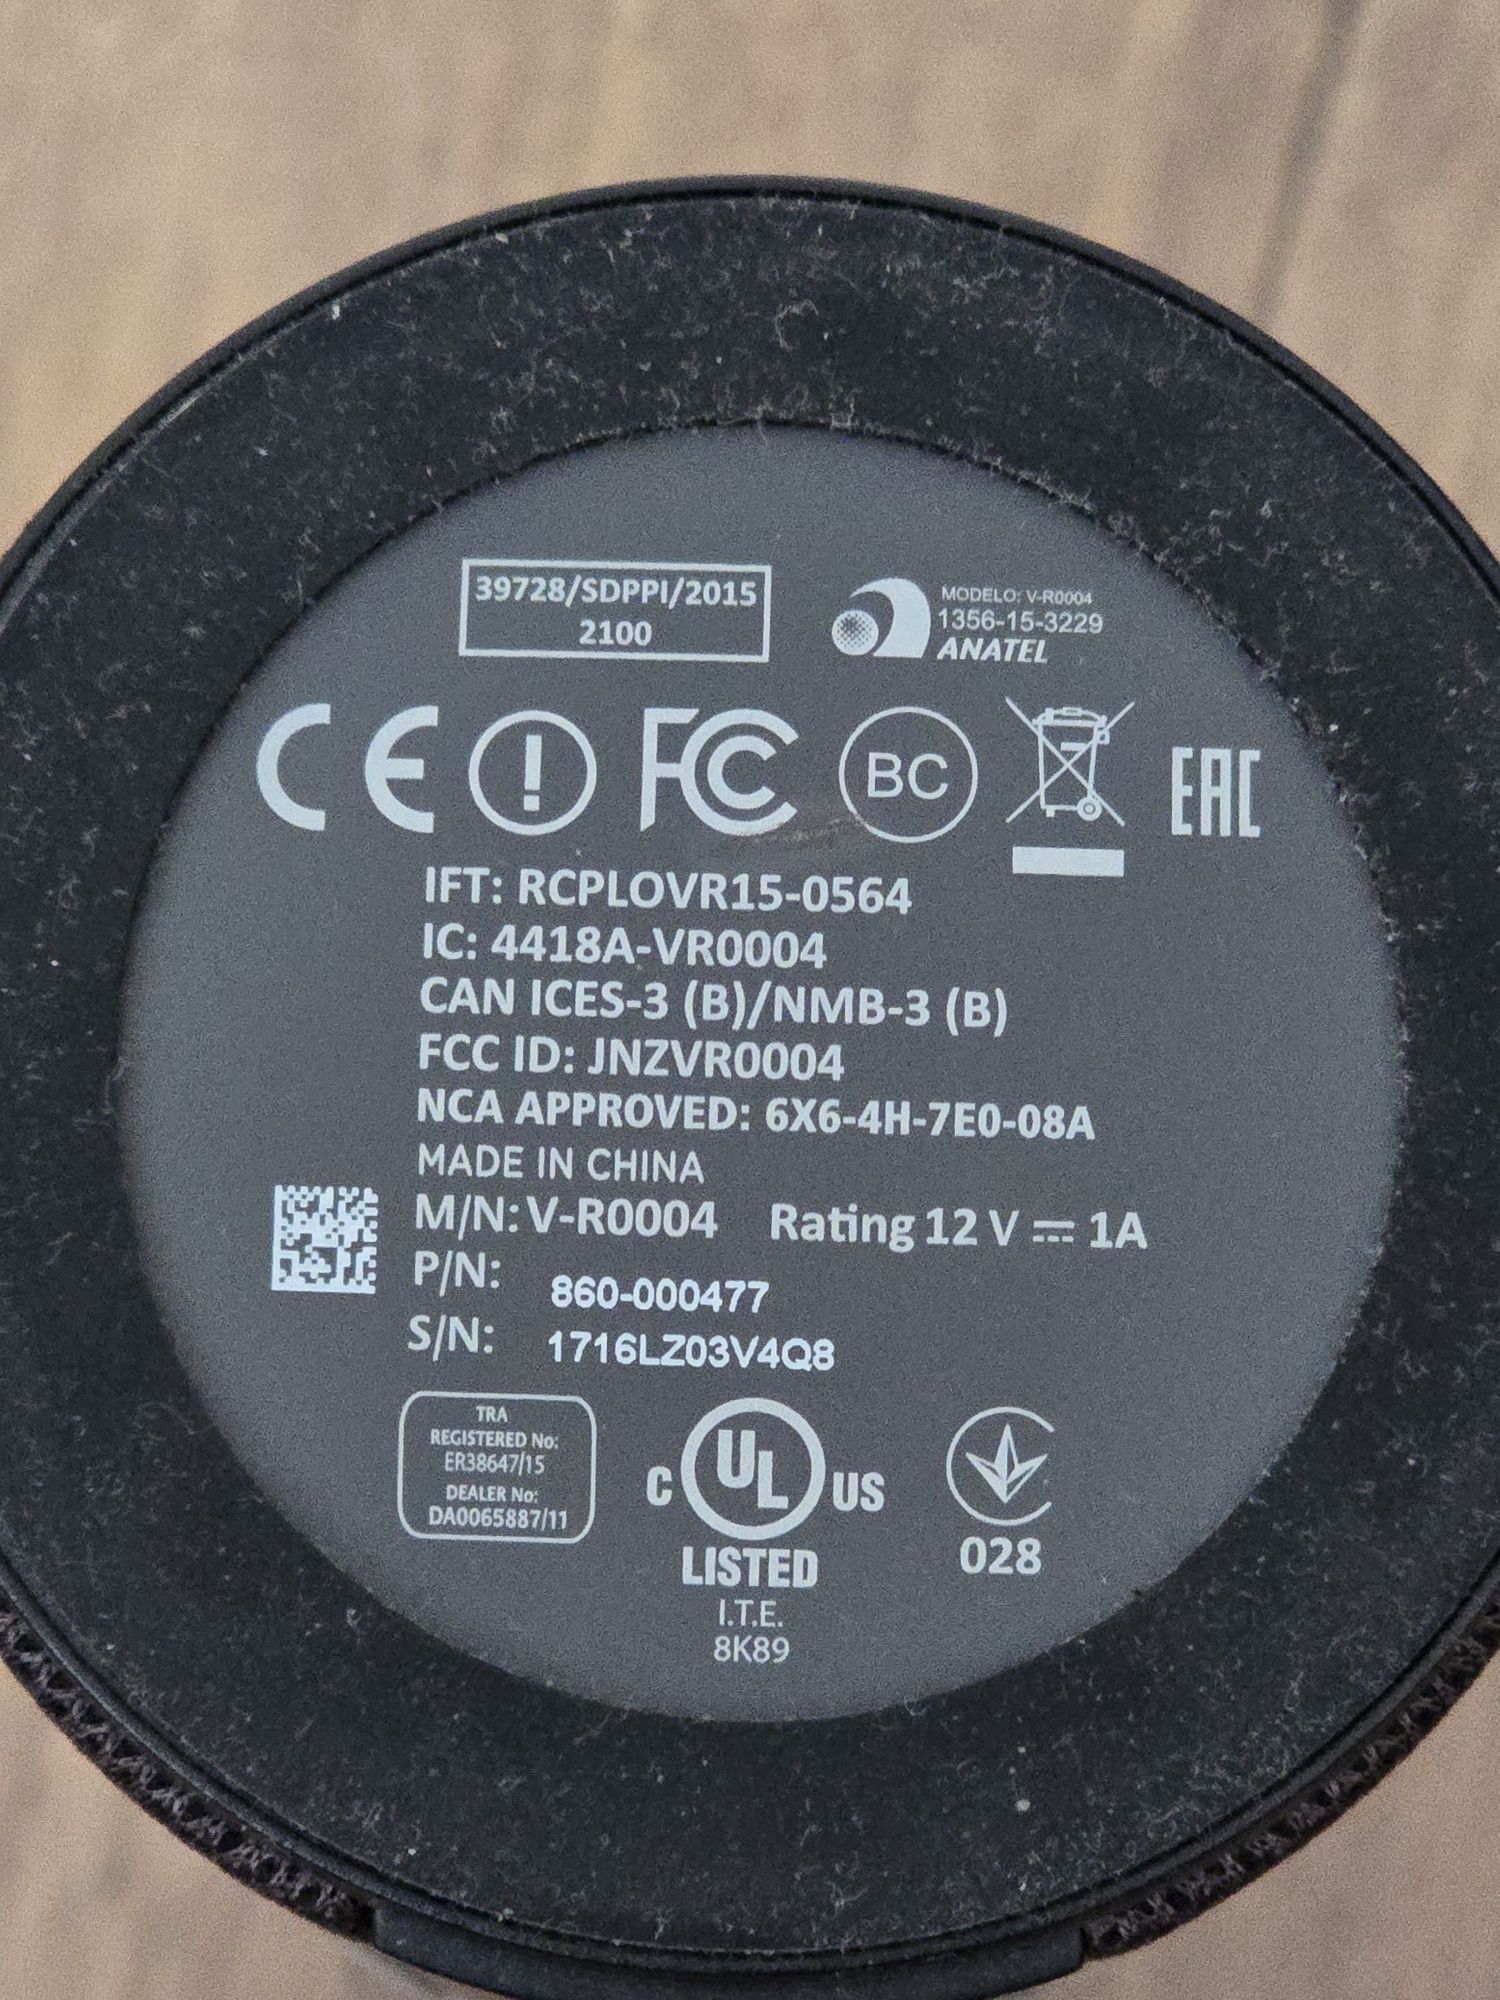 39728/SDPPI/2015
2100
MODELO: V-R0004
1356-15-3229
ANATEL
CE ! FC BC EAC
IFT: RCPLOVR15-0564
IC: 4418A-VR0004
CAN ICES-3 (B)/NMB-3 (B)
FCC ID: JNZVR0004
NCA APPROVED: 6X6-4H-7E0-08A
MADE IN CHINA
M/N: V-R0004 Rating 12 V ⎓ 1A
P/N: 860-000477
S/N: 1716LZ03V4Q8
TRA
REGISTERED No:
ER38647/15
DEALER No:
DA0065887/11
C UL US
LISTED
I.T.E.
8K89
028